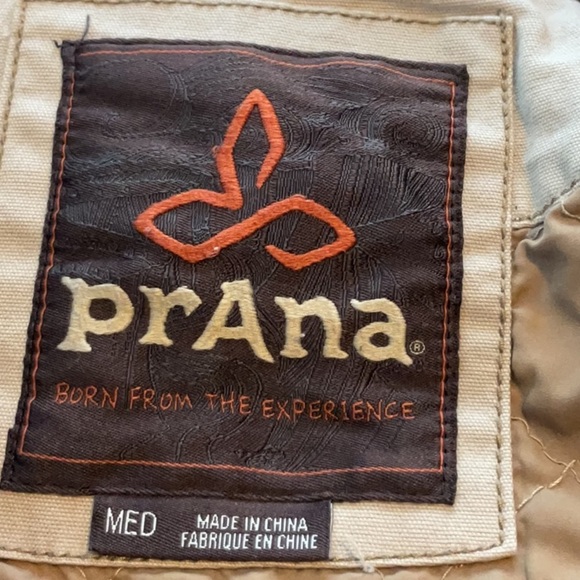 prAna®
BORN FROM THE EXPERIENCE
MED
MADE IN CHINA
FABRIQUE EN CHINE